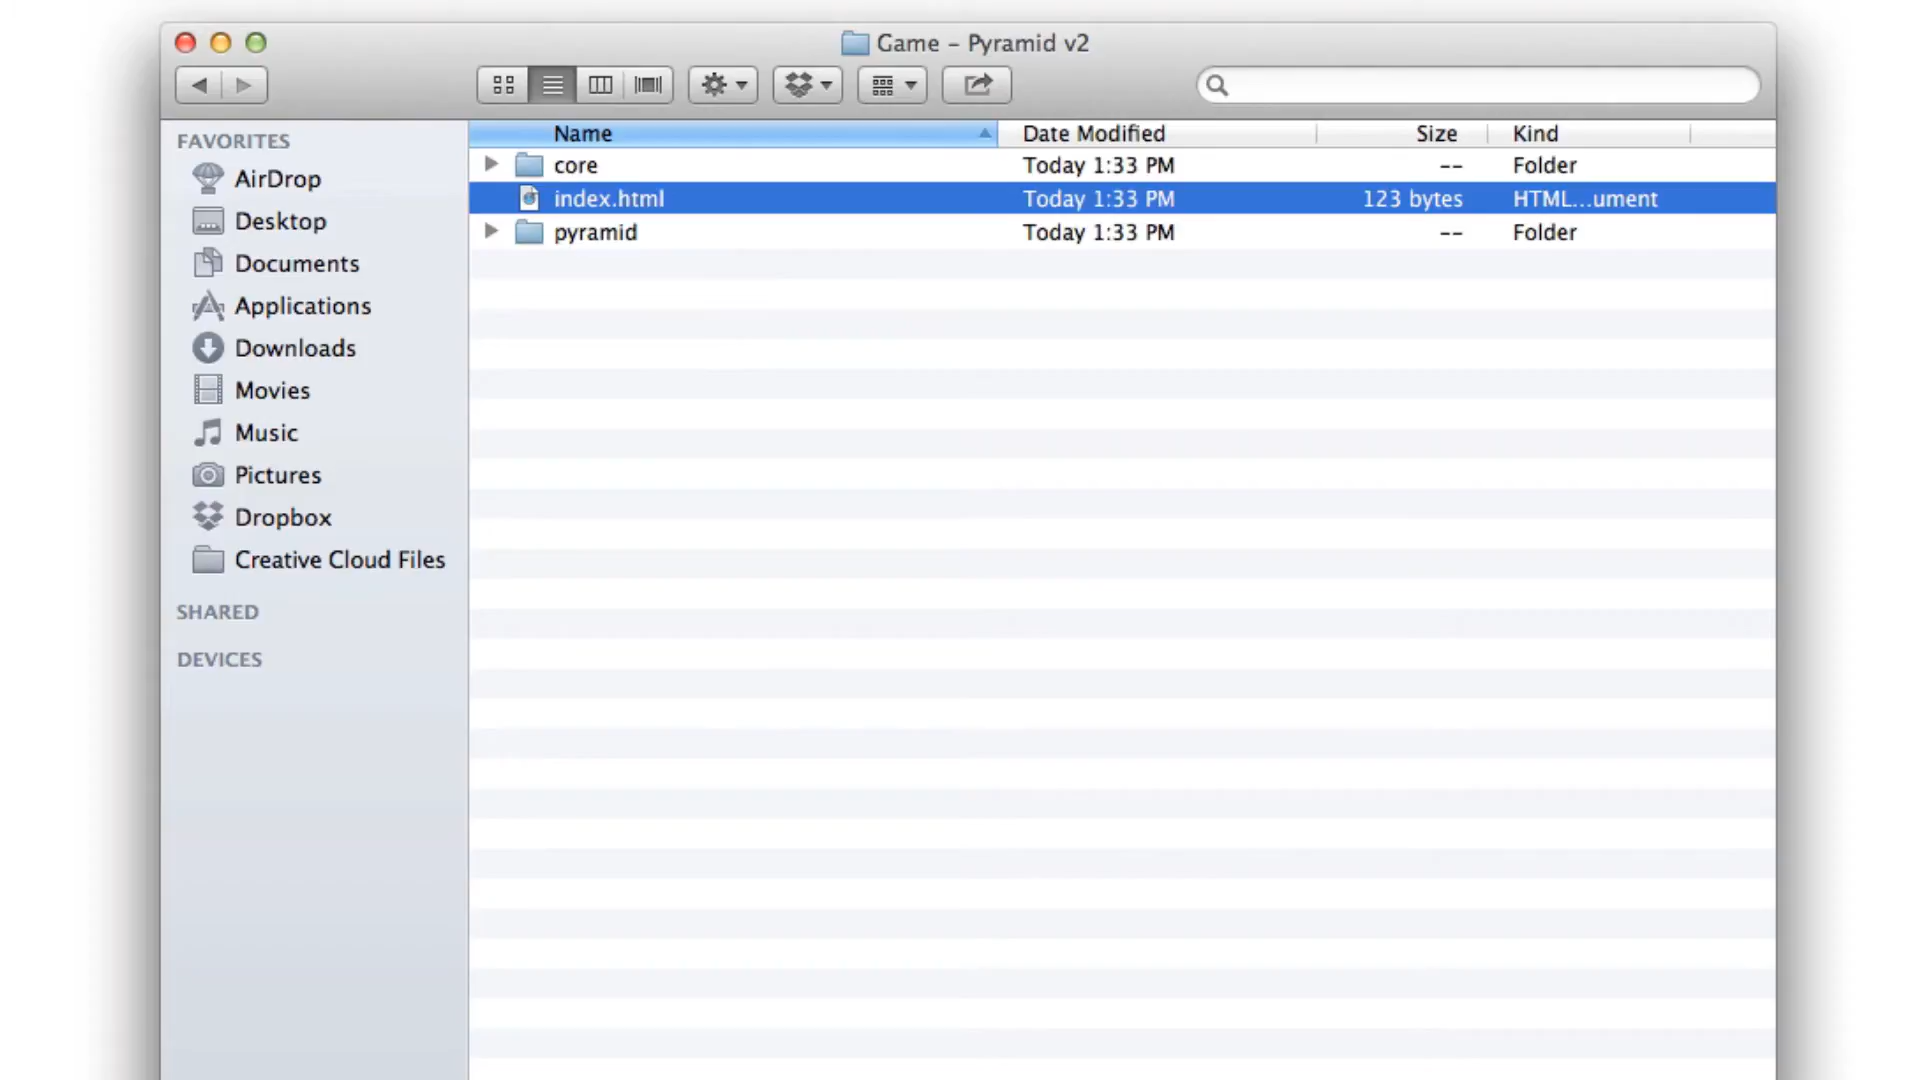 Game – Pyramid v2
FAVORITES
AirDrop
Desktop
Documents
Applications
Downloads
Movies
Music
Pictures
Dropbox
Creative Cloud Files
SHARED
DEVICES
Name Date Modified Size Kind
core Today 1:33 PM -- Folder
index.html Today 1:33 PM 123 bytes HTML...ument
pyramid Today 1:33 PM -- Folder